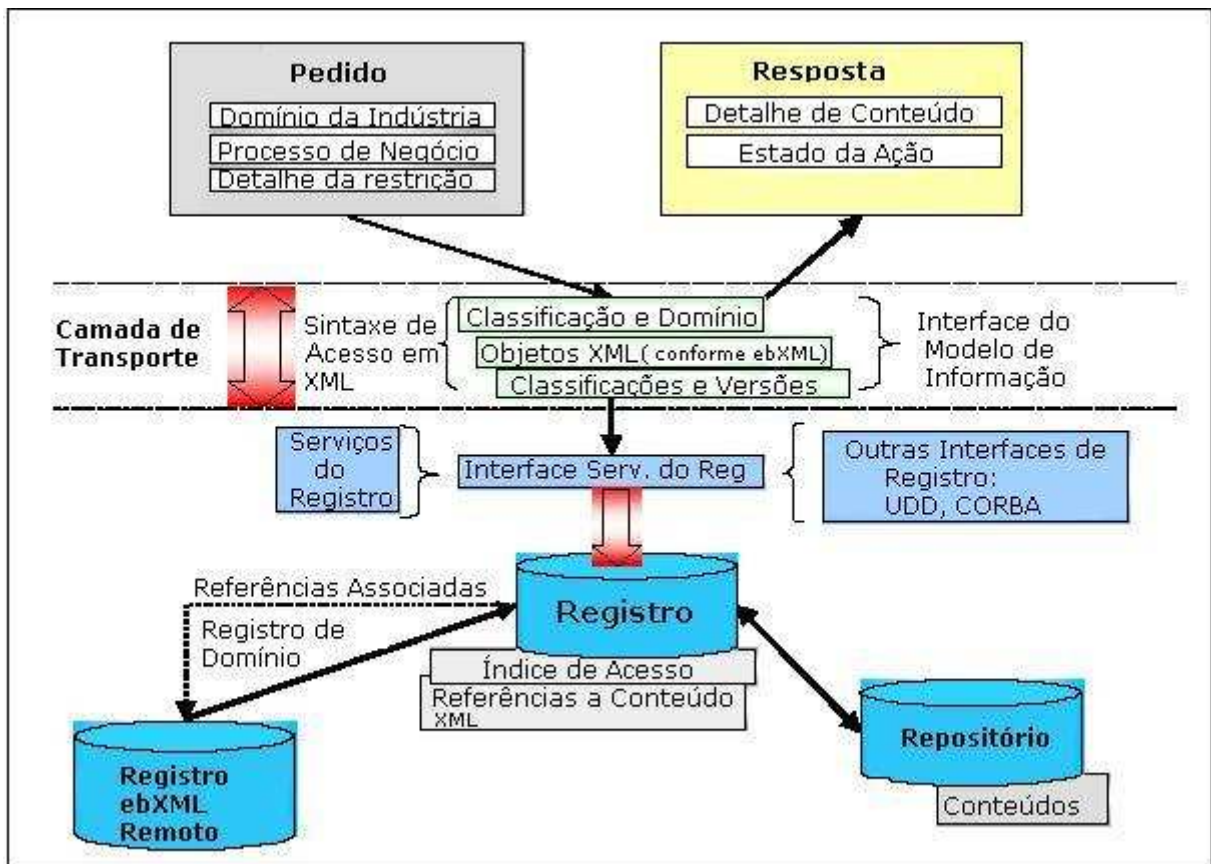 Pedido
Domínio da Indústria
Processo de Negócio
Detalhe da restrição
Resposta
Detalhe de Conteúdo
Estado da Ação
Camada de
Transporte
Sintaxe de
Acesso em
XML
Classificação e Domínio
Objetos XML( conforme ebXML)
Classificações e Versões
Interface do
Modelo de
Informação
Serviços
do
Registro
Interface Serv. do Reg
Outras Interfaces de
Registro:
UDD, CORBA
Referências Associadas
Registro de
Domínio
Registro
Índice de Acesso
Referências a Conteúdo
XML
Registro
ebXML
Remoto
Repositório
Conteúdos